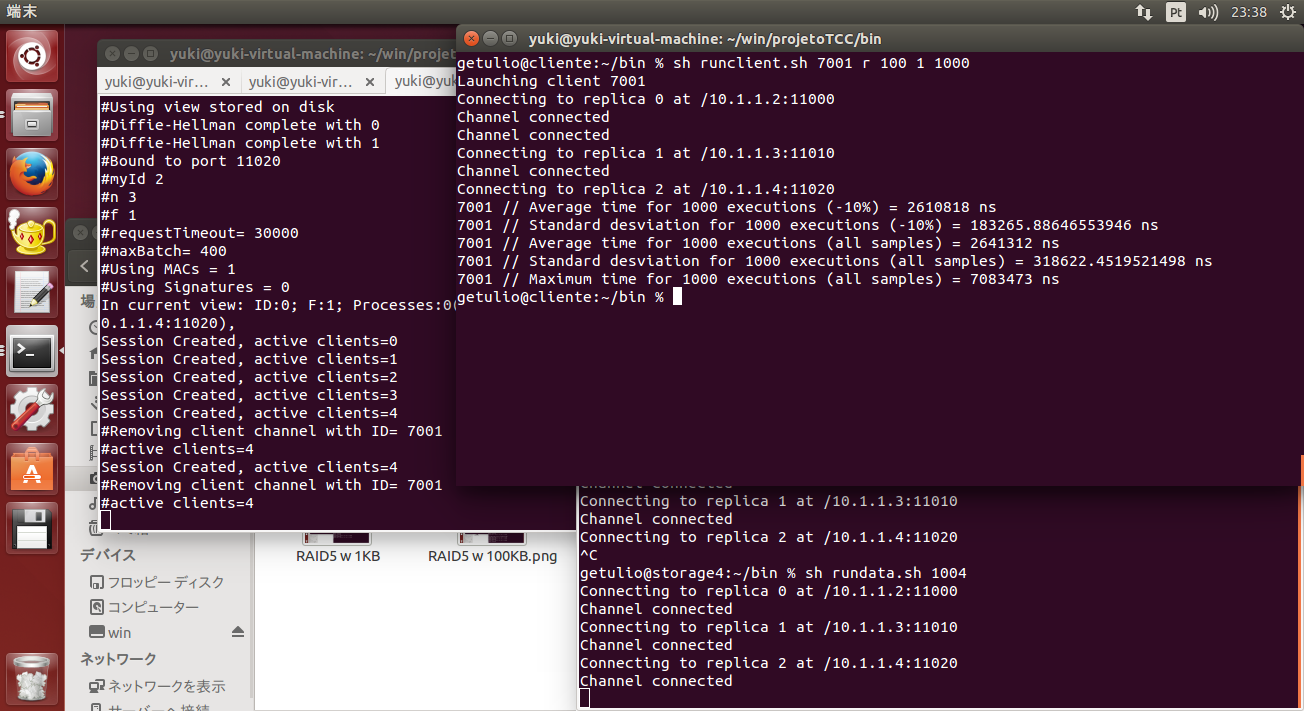 端末
Pt
23:38
yuki@yuki-virtual-machine: ~/win/projet
yuki@yuki-vir...
yuki@yuki-vir...
yuki@yuk
#Using view stored on disk
#Diffie-Hellman complete with 0
#Diffie-Hellman complete with 1
#Bound to port 11020
#myId 2
#n 3
#f 1
#requestTimeout= 30000
#maxBatch= 400
#Using MACs = 1
#Using Signatures = 0
In current view: ID:0; F:1; Processes:0(
0.1.1.4:11020),
Session Created, active clients=0
Session Created, active clients=1
Session Created, active clients=2
Session Created, active clients=3
Session Created, active clients=4
#Removing client channel with ID= 7001
#active clients=4
Session Created, active clients=4
#Removing client channel with ID= 7001
#active clients=4
yuki@yuki-virtual-machine: ~/win/projetoTCC/bin
getulio@cliente:~/bin % sh runclient.sh 7001 r 100 1 1000
Launching client 7001
Connecting to replica 0 at /10.1.1.2:11000
Channel connected
Channel connected
Connecting to replica 1 at /10.1.1.3:11010
Channel connected
Connecting to replica 2 at /10.1.1.4:11020
7001 // Average time for 1000 executions (-10%) = 2610818 ns
7001 // Standard desviation for 1000 executions (-10%) = 183265.88646553946 ns
7001 // Average time for 1000 executions (all samples) = 2641312 ns
7001 // Standard desviation for 1000 executions (all samples) = 318622.4519521498 ns
7001 // Maximum time for 1000 executions (all samples) = 7083473 ns
getulio@cliente:~/bin %
Channel connected
Connecting to replica 1 at /10.1.1.3:11010
Channel connected
Connecting to replica 2 at /10.1.1.4:11020
^C
getulio@storage4:~/bin % sh rundata.sh 1004
Connecting to replica 0 at /10.1.1.2:11000
Channel connected
Connecting to replica 1 at /10.1.1.3:11010
Channel connected
Connecting to replica 2 at /10.1.1.4:11020
Channel connected
RAID5 w 1KB
RAID5 w 100KB.png
場
デバイス
フロッピー ディスク
コンピューター
win
ネットワーク
ネットワークを表示
サーバーへ接続